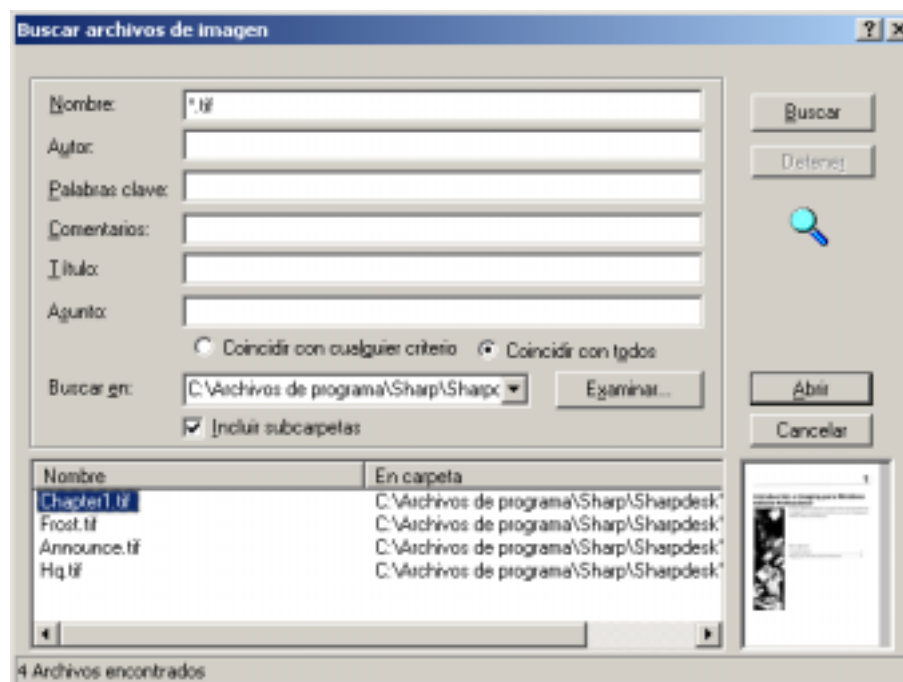 Buscar archivos de imagen
Nombre:
*.tif
Buscar
Autor:
Detener
Palabras clave:
Comentarios:
Título:
Asunto:
Coincidir con cualquier criterio
Coincidir con todos
Buscar en:
C:\Archivos de programa\Sharp\Sharpd
Examinar...
Abrir
Incluir subcarpetas
Cancelar
Nombre
En carpeta
Chapter1.tif
C:\Archivos de programa\Sharp\Sharpdesk\
Frost.tif
C:\Archivos de programa\Sharp\Sharpdesk\
Announce.tif
C:\Archivos de programa\Sharp\Sharpdesk\
Hq.tif
C:\Archivos de programa\Sharp\Sharpdesk\
4 Archivos encontrados